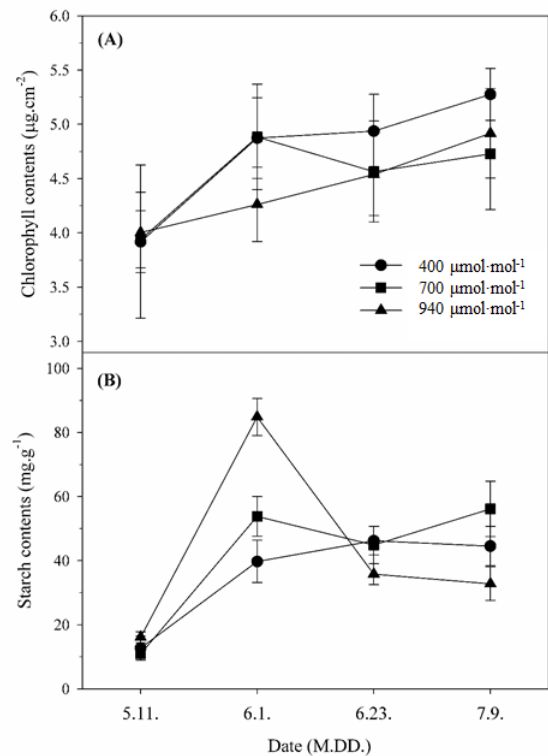 (A)
Chlorophyll contents (μg.cm⁻²)
6.0
5.5
5.0
4.5
4.0
3.5
3.0
400 μmol·mol⁻¹
700 μmol·mol⁻¹
940 μmol·mol⁻¹
(B)
Starch contents (mg.g⁻¹)
100
80
60
40
20
0
5.11. 6.1. 6.23. 7.9.
Date (M.DD.)